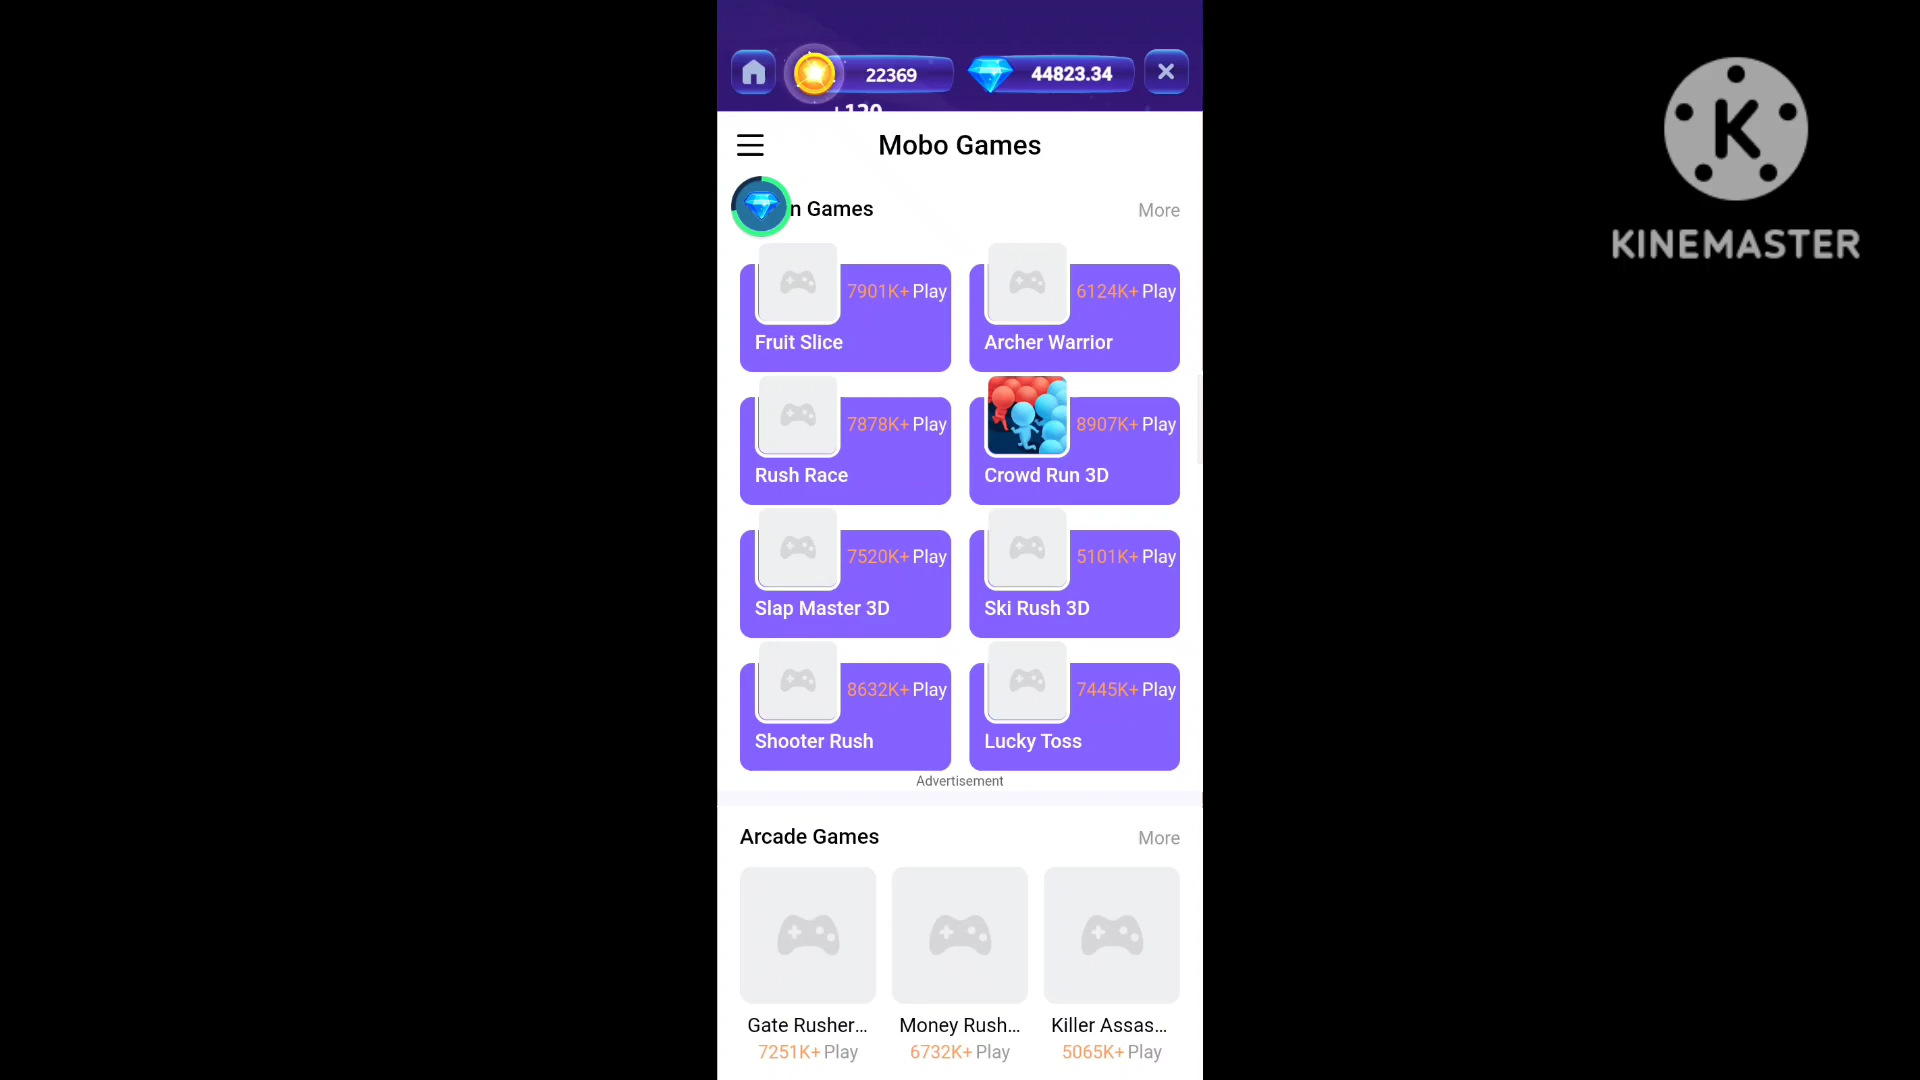 22369
44823.34
+120
Mobo Games
n Games
More
7901K+ Play
6124K+ Play
Fruit Slice
Archer Warrior
7878K+ Play
8907K+ Play
Rush Race
Crowd Run 3D
7520K+ Play
5101K+ Play
Slap Master 3D
Ski Rush 3D
8632K+ Play
7445K+ Play
Shooter Rush
Lucky Toss
Advertisement
Arcade Games
More
Gate Rusher...
Money Rush...
Killer Assas...
7251K+ Play
6732K+ Play
5065K+ Play
K
KINEMASTER